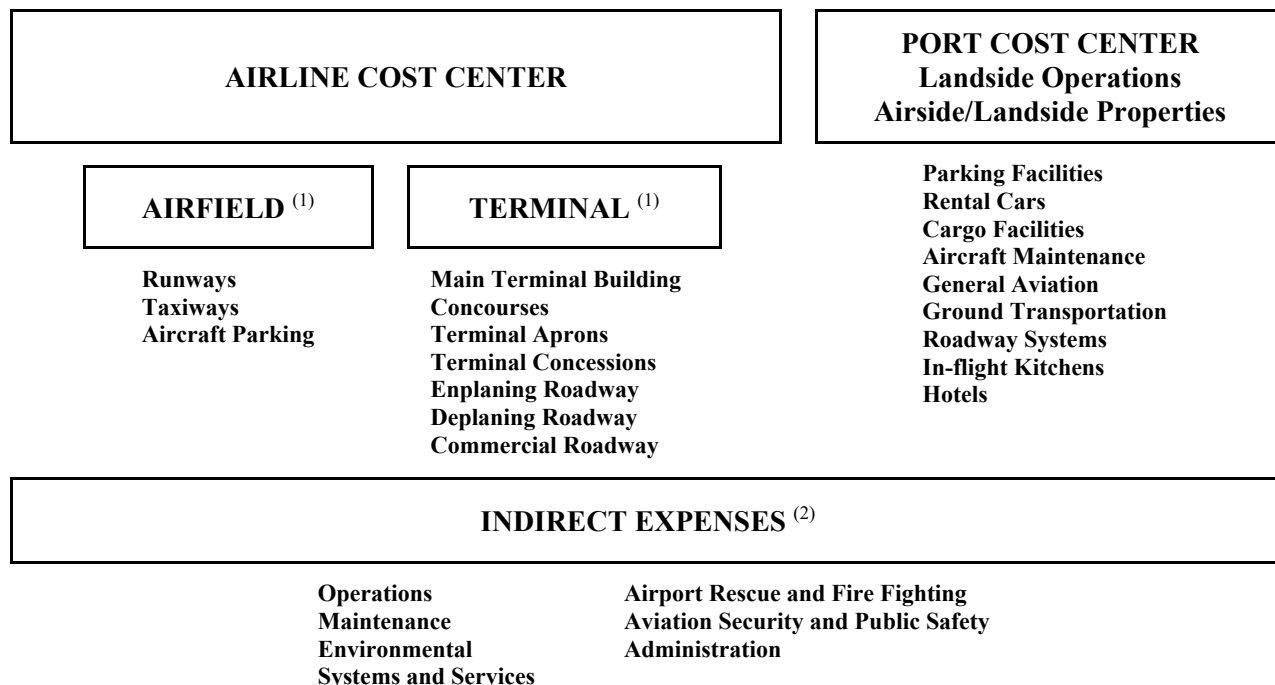 AIRLINE COST CENTER
PORT COST CENTER
Landside Operations
Airside/Landside Properties
AIRFIELD (1)
Runways
Taxiways
Aircraft Parking
TERMINAL (1)
Main Terminal Building
Concourses
Terminal Aprons
Terminal Concessions
Enplaning Roadway
Deplaning Roadway
Commercial Roadway
Parking Facilities
Rental Cars
Cargo Facilities
Aircraft Maintenance
General Aviation
Ground Transportation
Roadway Systems
In-flight Kitchens
Hotels
INDIRECT EXPENSES (2)
Operations
Maintenance
Environmental
Systems and Services
Airport Rescue and Fire Fighting
Aviation Security and Public Safety
Administration